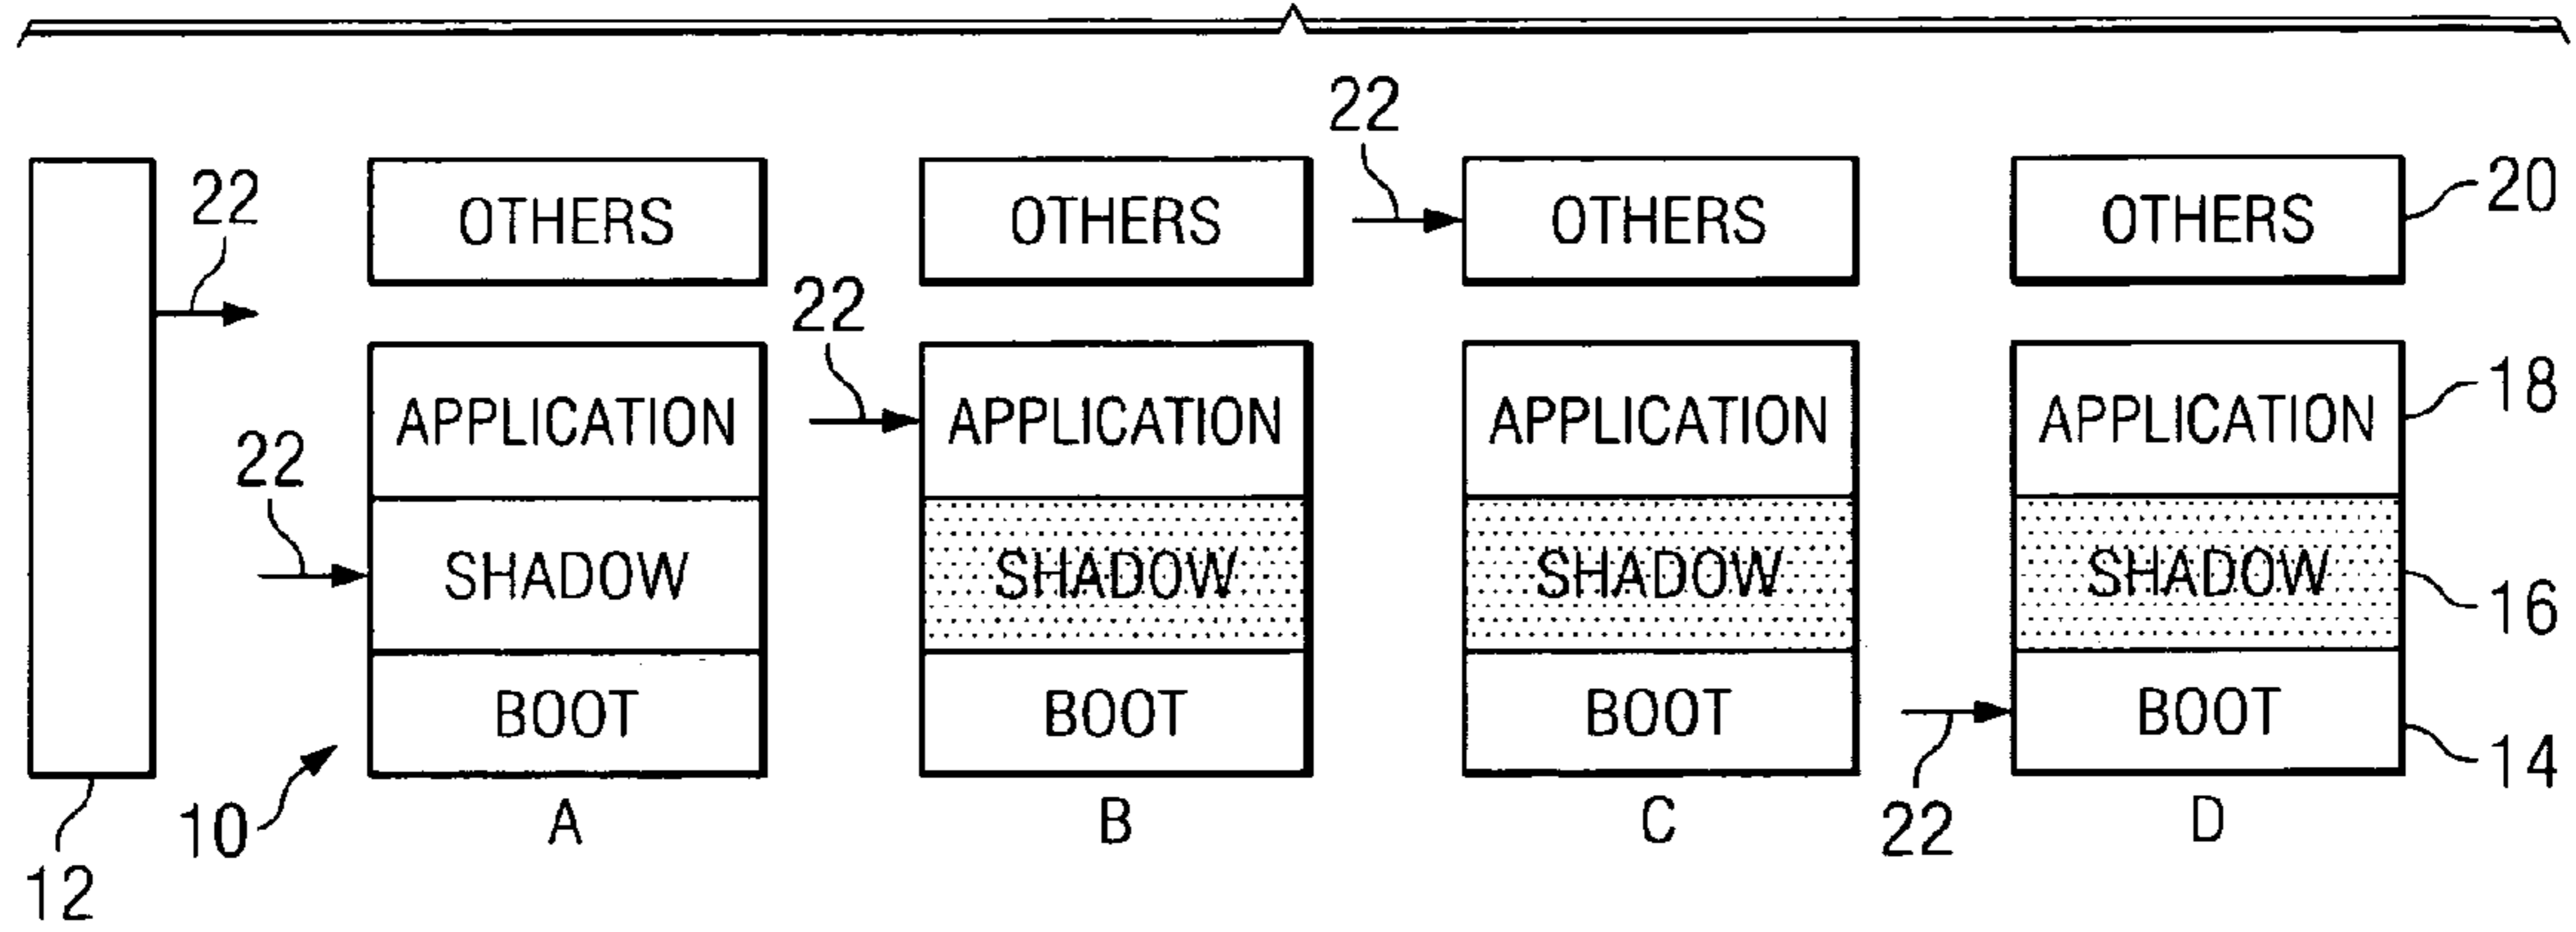 22
22 OTHERS OTHERS OTHERS OTHERS 20
22
APPLICATION APPLICATION APPLICATION APPLICATION 18
22
SHADOW SHADOW SHADOW SHADOW 16
BOOT BOOT BOOT BOOT 14
10 A B C 22 D
12